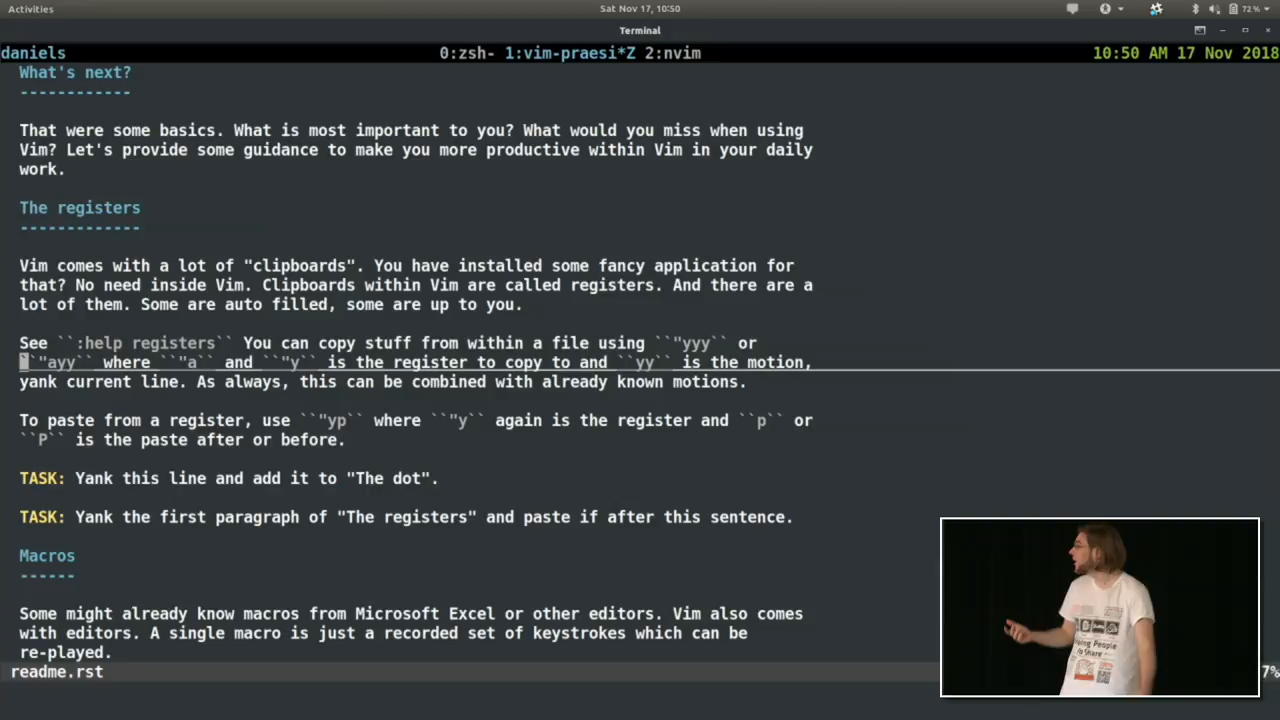 Activities
Sat Nov 17, 10:50
72 %
Terminal
daniels 0:zsh- 1:vim-praesi*Z 2:nvim 10:50 AM 17 Nov 2018
What's next?
------------
That were some basics. What is most important to you? What would you miss when using
Vim? Let's provide some guidance to make you more productive within Vim in your daily
work.
The registers
-------------
Vim comes with a lot of "clipboards". You have installed some fancy application for
that? No need inside Vim. Clipboards within Vim are called registers. And there are a
lot of them. Some are auto filled, some are up to you.
See ``:help registers`` You can copy stuff from within a file using ``"yyy`` or
``"ayy`` where ``"a`` and ``"y`` is the register to copy to and ``yy`` is the motion,
yank current line. As always, this can be combined with already known motions.
To paste from a register, use ``"yp`` where ``"y`` again is the register and ``p`` or
``P`` is the paste after or before.
TASK: Yank this line and add it to "The dot".
TASK: Yank the first paragraph of "The registers" and paste if after this sentence.
Macros
------
Some might already know macros from Microsoft Excel or other editors. Vim also comes
with editors. A single macro is just a recorded set of keystrokes which can be
re-played.
readme.rst
7%
People
Share